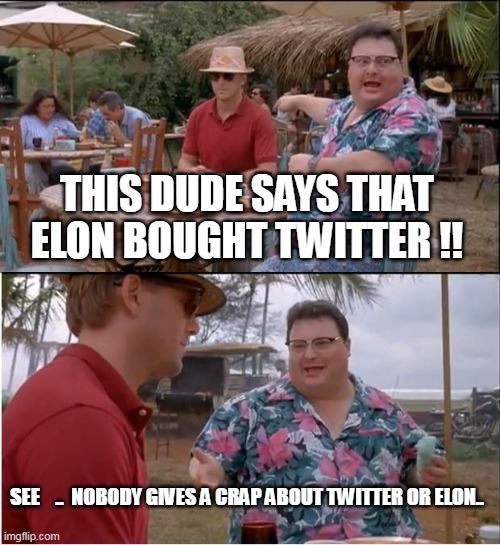 THIS DUDE SAYS THAT
ELON BOUGHT TWITTER !!
SEE .. NOBODY GIVES A CRAP ABOUT TWITTER OR ELON..
imgflip.com